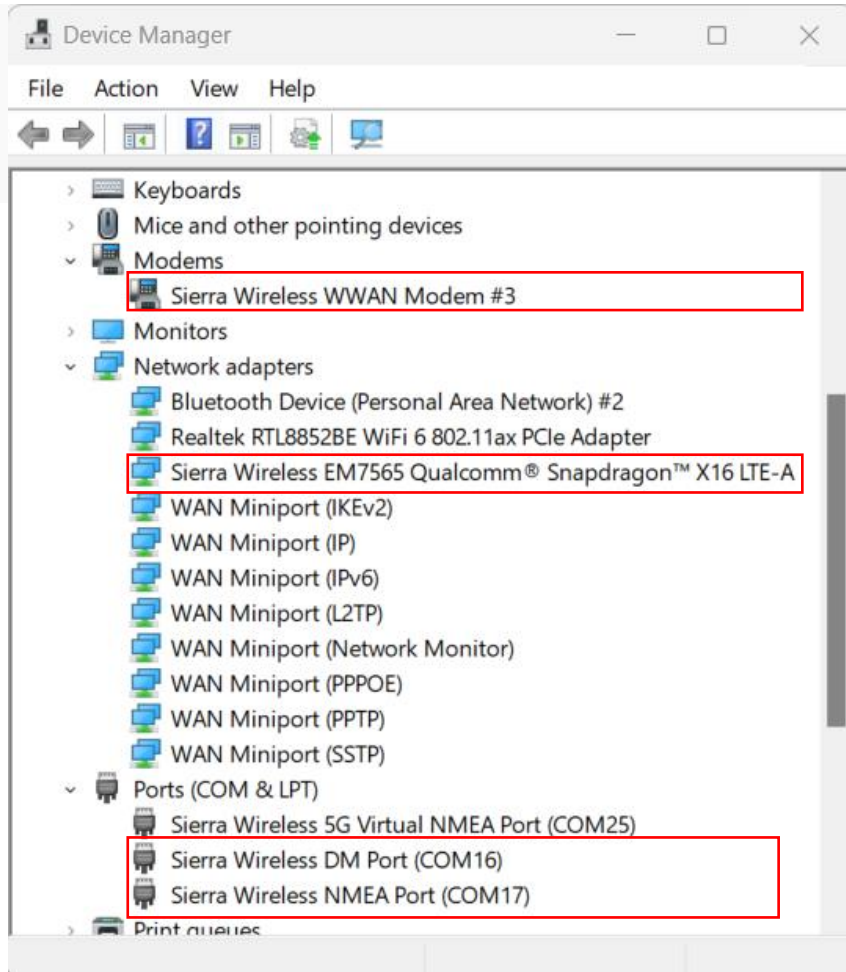 Device Manager
File Action View Help
Keyboards
Mice and other pointing devices
Modems
Sierra Wireless WWAN Modem #3
Monitors
Network adapters
Bluetooth Device (Personal Area Network) #2
Realtek RTL8852BE WiFi 6 802.11ax PCIe Adapter
Sierra Wireless EM7565 Qualcomm® Snapdragon™ X16 LTE-A
WAN Miniport (IKEv2)
WAN Miniport (IP)
WAN Miniport (IPv6)
WAN Miniport (L2TP)
WAN Miniport (Network Monitor)
WAN Miniport (PPPOE)
WAN Miniport (PPTP)
WAN Miniport (SSTP)
Ports (COM & LPT)
Sierra Wireless 5G Virtual NMEA Port (COM25)
Sierra Wireless DM Port (COM16)
Sierra Wireless NMEA Port (COM17)
Print queues